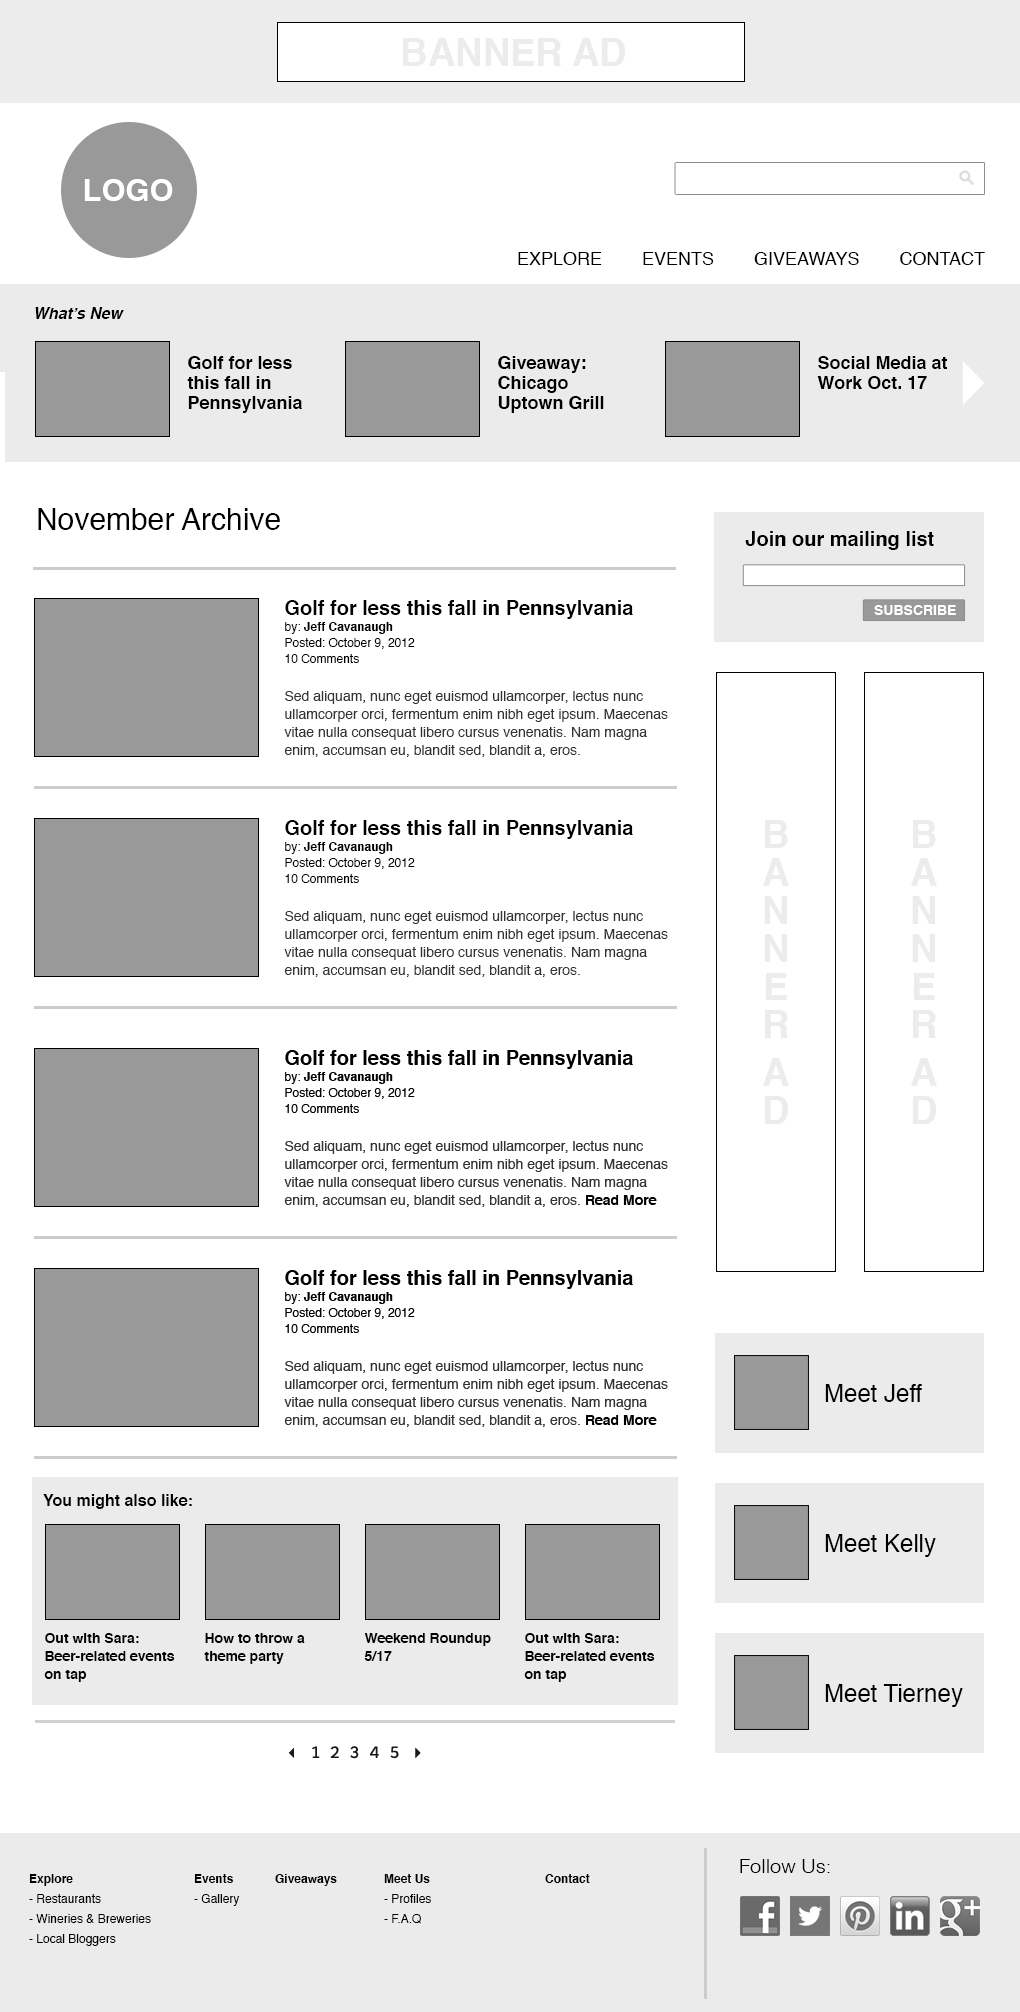 BANNER AD
LOGO
EXPLORE EVENTS GIVEAWAYS CONTACT
What's New
Golf for less
this fall in
Pennsylvania
Giveaway:
Chicago
Uptown Grill
Social Media at
Work Oct. 17
November Archive
Golf for less this fall in Pennsylvania
by: Jeff Cavanaugh
Posted: October 9, 2012
10 Comments
Sed aliquam, nunc eget euismod ullamcorper, lectus nunc
ullamcorper orci, fermentum enim nibh eget ipsum. Maecenas
vitae nulla consequat libero cursus venenatis. Nam magna
enim, accumsan eu, blandit sed, blandit a, eros.
Golf for less this fall in Pennsylvania
by: Jeff Cavanaugh
Posted: October 9, 2012
10 Comments
Sed aliquam, nunc eget euismod ullamcorper, lectus nunc
ullamcorper orci, fermentum enim nibh eget ipsum. Maecenas
vitae nulla consequat libero cursus venenatis. Nam magna
enim, accumsan eu, blandit sed, blandit a, eros.
Golf for less this fall in Pennsylvania
by: Jeff Cavanaugh
Posted: October 9, 2012
10 Comments
Sed aliquam, nunc eget euismod ullamcorper, lectus nunc
ullamcorper orci, fermentum enim nibh eget ipsum. Maecenas
vitae nulla consequat libero cursus venenatis. Nam magna
enim, accumsan eu, blandit sed, blandit a, eros. Read More
Golf for less this fall in Pennsylvania
by: Jeff Cavanaugh
Posted: October 9, 2012
10 Comments
Sed aliquam, nunc eget euismod ullamcorper, lectus nunc
ullamcorper orci, fermentum enim nibh eget ipsum. Maecenas
vitae nulla consequat libero cursus venenatis. Nam magna
enim, accumsan eu, blandit sed, blandit a, eros. Read More
You might also like:
Out with Sara:
Beer-related events
on tap
How to throw a
theme party
Weekend Roundup
5/17
Out with Sara:
Beer-related events
on tap
1 2 3 4 5
Join our mailing list
SUBSCRIBE
BANNER AD
BANNER AD
Meet Jeff
Meet Kelly
Meet Tierney
Explore
- Restaurants
- Wineries & Breweries
- Local Bloggers
Events
- Gallery
Giveaways
Meet Us
- Profiles
- F.A.Q
Contact
Follow Us:
f
in
g+